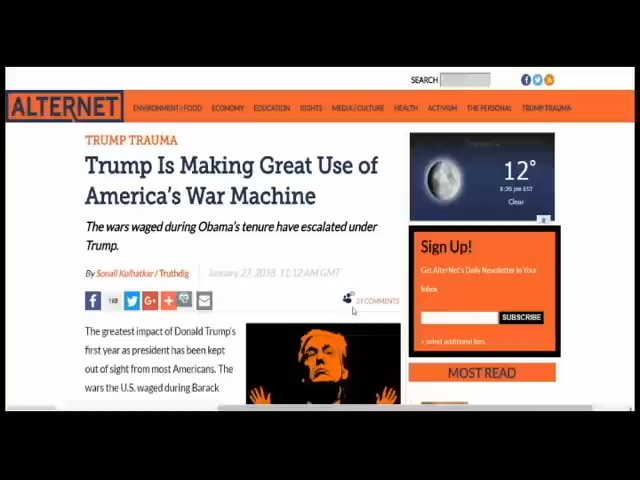 SEARCH
ALTERNET
ENVIRONMENT / FOOD ECONOMY EDUCATION RIGHTS MEDIA / CULTURE HEALTH ACTIVISM THE PERSONAL TRUMP TRAUMA
TRUMP TRAUMA
Trump Is Making Great Use of
America's War Machine
The wars waged during Obama's tenure have escalated under
Trump.
By Sonali Kolhatkar / Truthdig
January 27, 2018, 11:12 AM GMT
168
COMMENTS
The greatest impact of Donald Trump's
first year as president has been kept
out of sight from most Americans. The
wars the U.S. waged during Barack
12°
8:20 pm EST
Clear
Sign Up!
Get AlterNet's Daily Newsletter in Your
Inbox
SUBSCRIBE
+ select additional lists
MOST READ